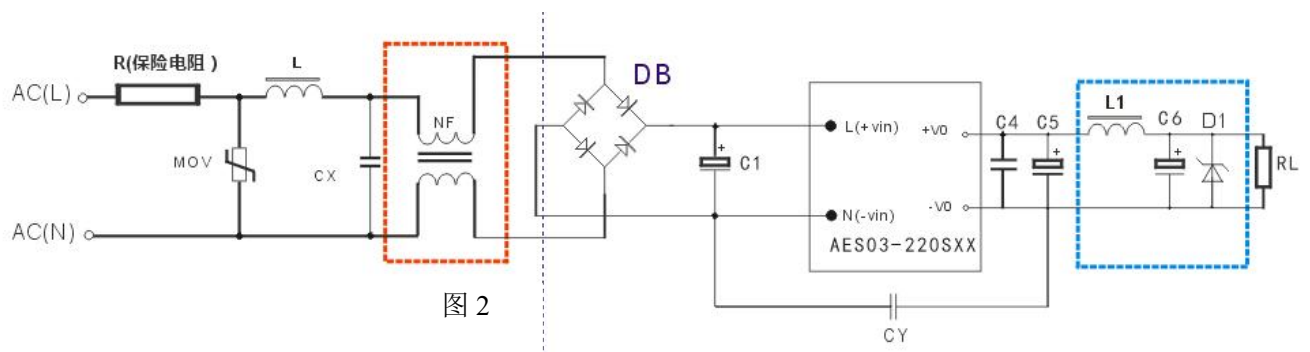 R(保险电阻)
L
AC(L)
NF
MOV
CX
AC(N)
DB
C1
L(+vin)
N(-vin)
+V0
-V0
AES03-220SXX
C4
C5
L1
C6
D1
RL
CY
图 2